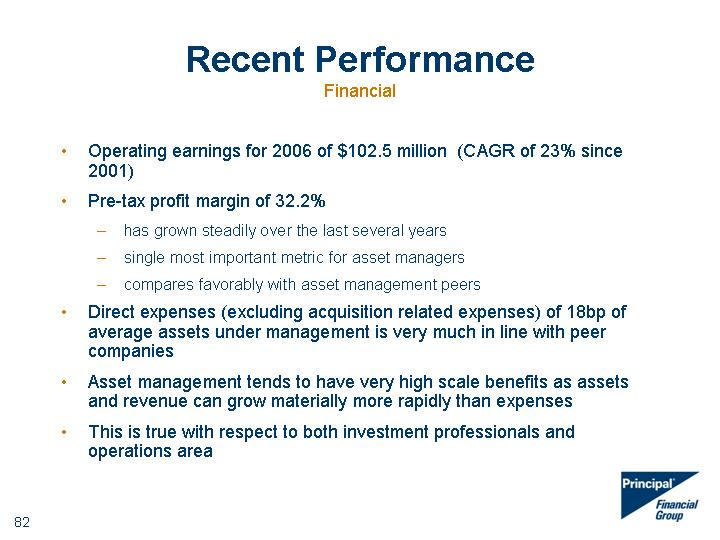 Recent Performance
Financial
• Operating earnings for 2006 of $102.5 million  (CAGR of 23% since
2001)
• Pre-tax profit margin of 32.2%
– has grown steadily over the last several years
– single most important metric for asset managers
– compares favorably with asset management peers
• Direct expenses (excluding acquisition related expenses) of 18bp of
average assets under management is very much in line with peer
companies
• Asset management tends to have very high scale benefits as assets
and revenue can grow materially more rapidly than expenses
• This is true with respect to both investment professionals and
operations area
Principal®
Financial
Group
82